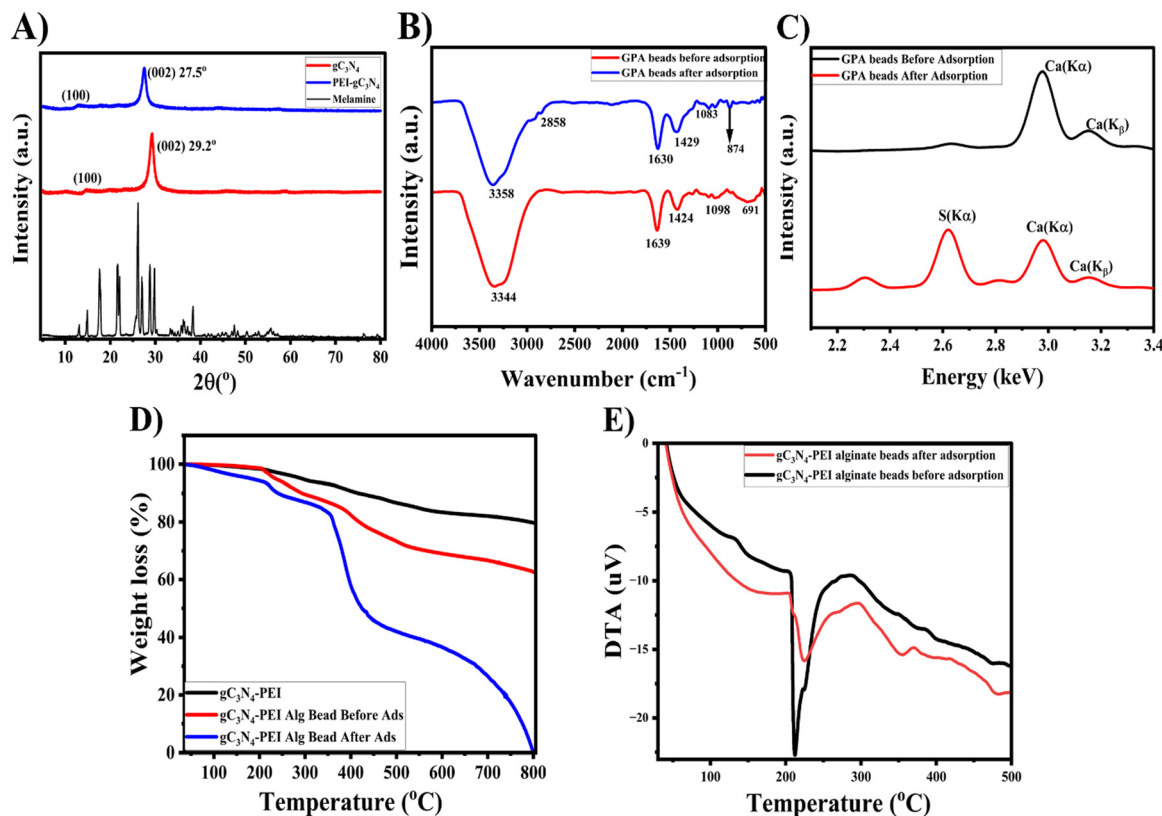 A)
(002) 27.5°
(100)
gC₃N₄
PEI-gC₃N₄
Melamine
(002) 29.2°
(100)
Intensity (a.u.)
10 20 30 40 50 60 70 80
2θ(°)
B)
GPA beads before adsorption
GPA beads after adsorption
2858
1083
1429
874
1630
3358
1424
1098
691
1639
3344
Intensity (a.u.)
4000 3500 3000 2500 2000 1500 1000 500
Wavenumber (cm⁻¹)
C)
GPA beads Before Adsorption
GPA beads After Adsorption
Ca(Kα)
Ca(Kᵦ)
S(Kα)
Ca(Kα)
Ca(Kᵦ)
Intensity (a.u.)
2.2 2.4 2.6 2.8 3.0 3.2 3.4
Energy (keV)
D)
100
80
60
40
20
0
Weight loss (%)
gC₃N₄-PEI
gC₃N₄-PEI Alg Bead Before Ads
gC₃N₄-PEI Alg Bead After Ads
100 200 300 400 500 600 700 800
Temperature (°C)
E)
gC₃N₄-PEI alginate beads after adsorption
gC₃N₄-PEI alginate beads before adsorption
0
−5
−10
−15
−20
DTA (uV)
100 200 300 400 500
Temperature (°C)